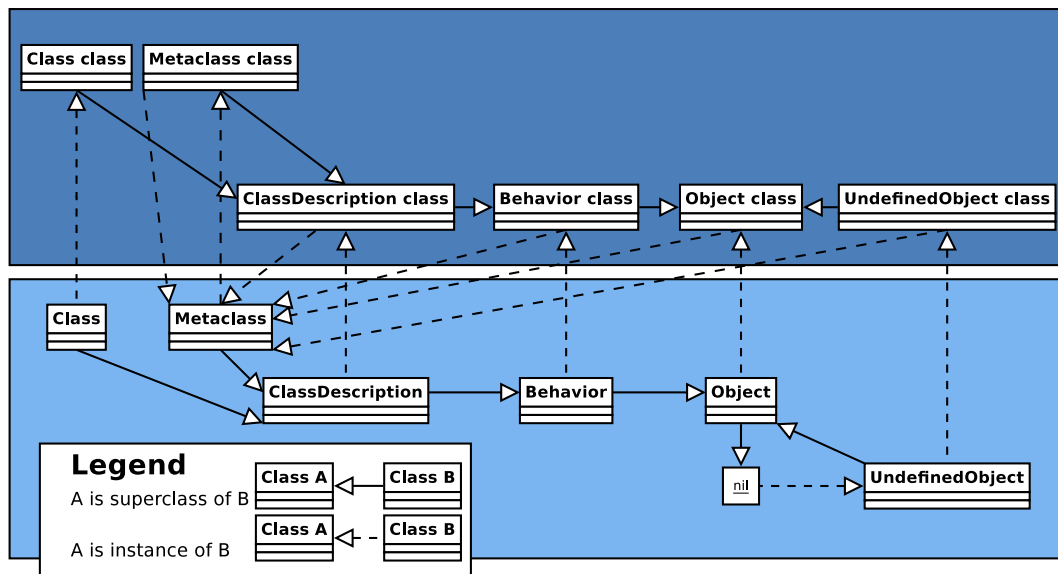 Class class
Metaclass class
ClassDescription class
Behavior class
Object class
UndefinedObject class
Class
Metaclass
ClassDescription
Behavior
Object
nil
UndefinedObject
Legend
A is superclass of B
Class A
Class B
A is instance of B
Class A
Class B